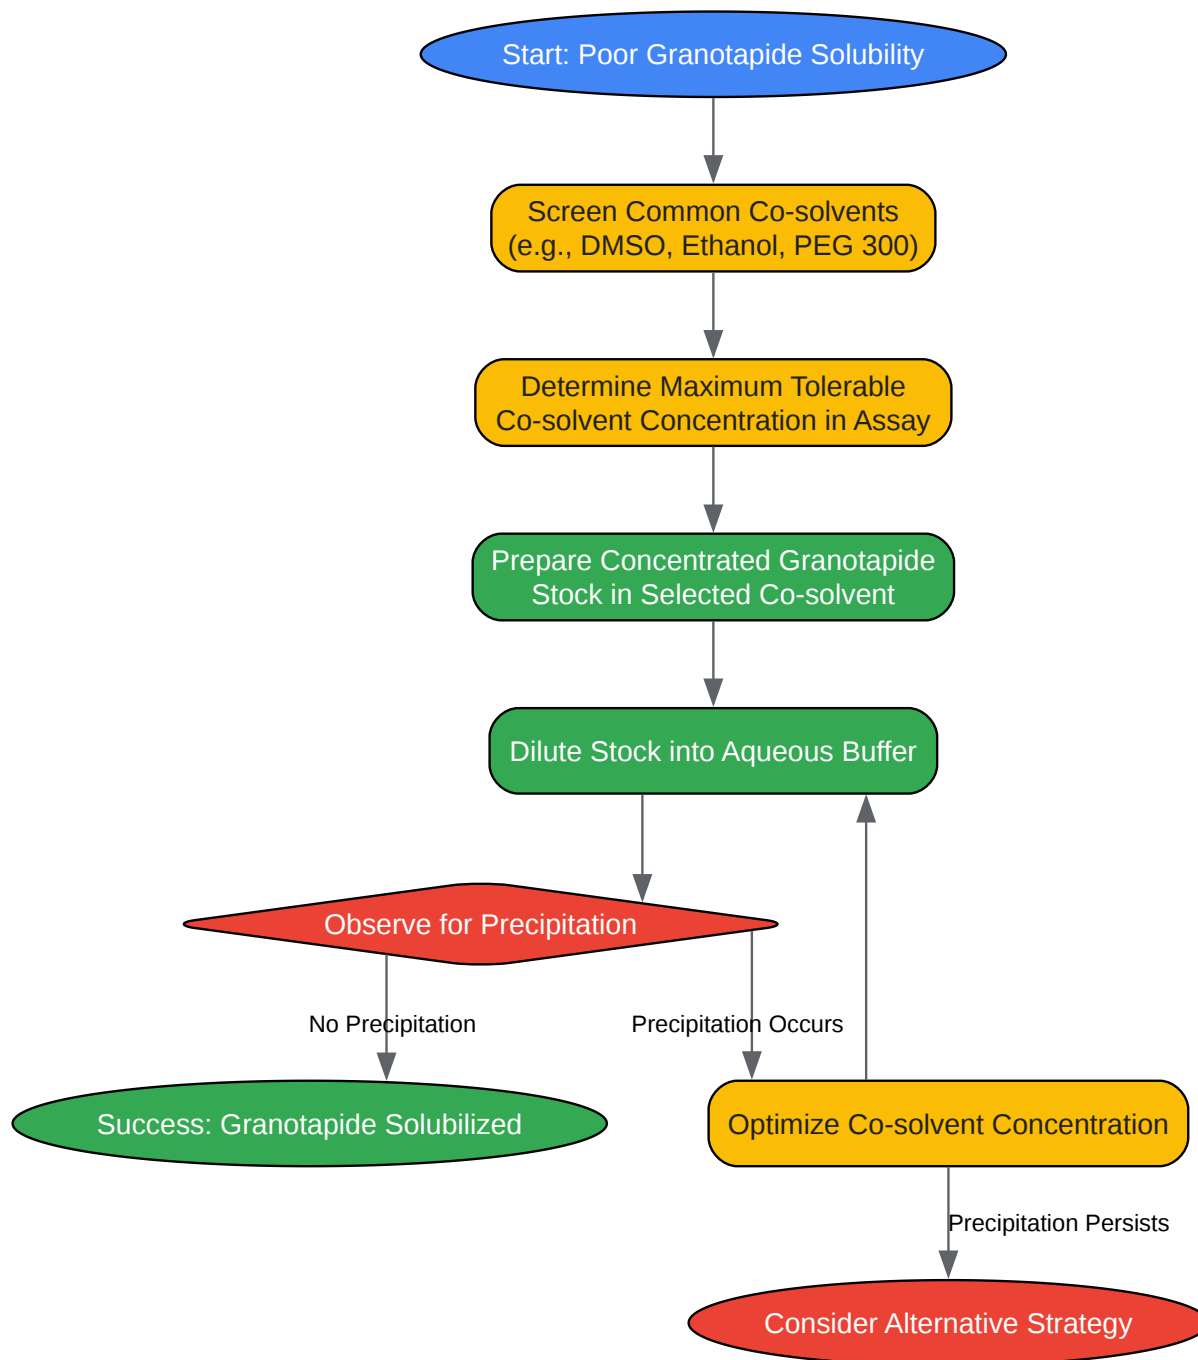 Start: Poor Granotapide Solubility
Screen Common Co-solvents
(e.g., DMSO, Ethanol, PEG 300)
Determine Maximum Tolerable
Co-solvent Concentration in Assay
Prepare Concentrated Granotapide
Stock in Selected Co-solvent
Dilute Stock into Aqueous Buffer
Observe for Precipitation
No Precipitation
Precipitation Occurs
Success: Granotapide Solubilized
Optimize Co-solvent Concentration
Precipitation Persists
Consider Alternative Strategy